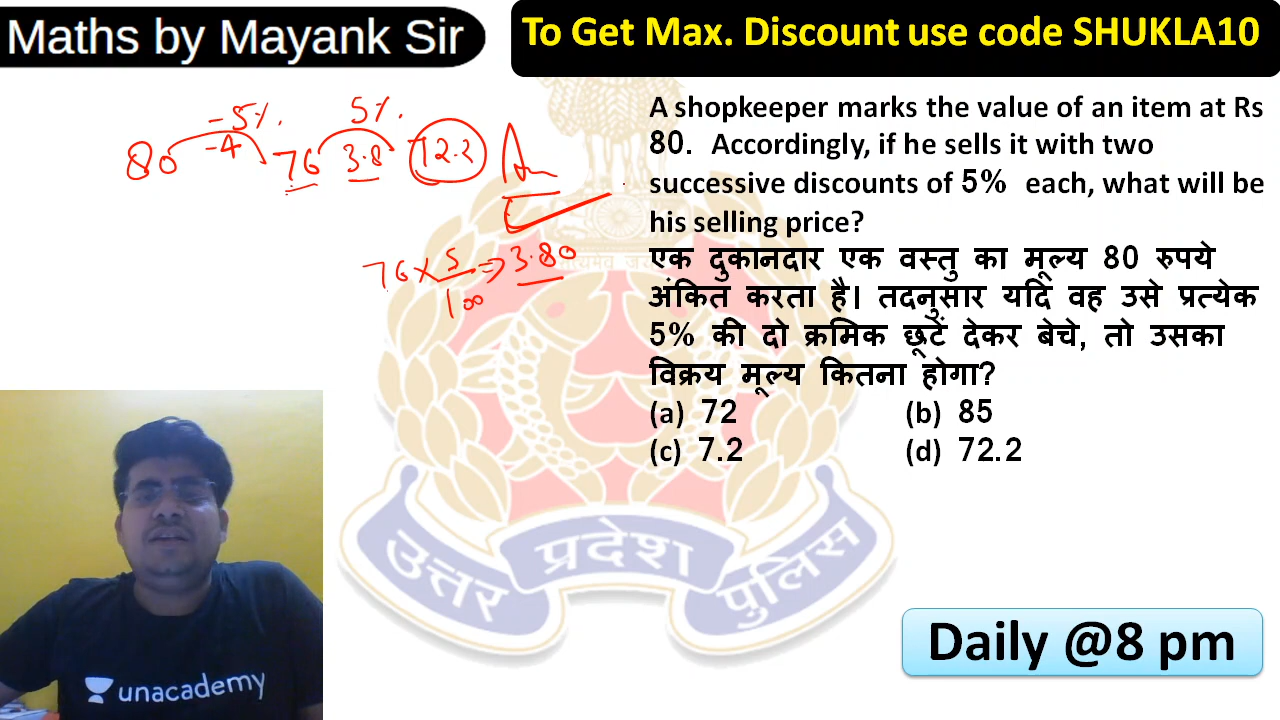 Maths by Mayank Sir
To Get Max. Discount use code SHUKLA10
80 -5% -4 76 5% 3.8 72.2 Ans
76 × 5/100 ⇒ 3.80
A shopkeeper marks the value of an item at Rs
80. Accordingly, if he sells it with two
successive discounts of 5% each, what will be
his selling price?
एक दुकानदार एक वस्तु का मूल्य 80 रुपये
अंकित करता है। तदनुसार यदि वह उसे प्रत्येक
5% की दो क्रमिक छूटें देकर बेचे, तो उसका
विक्रय मूल्य कितना होगा?
(a) 72 (b) 85
(c) 7.2 (d) 72.2
उत्तर प्रदेश पुलिस
unacademy
Daily @8 pm